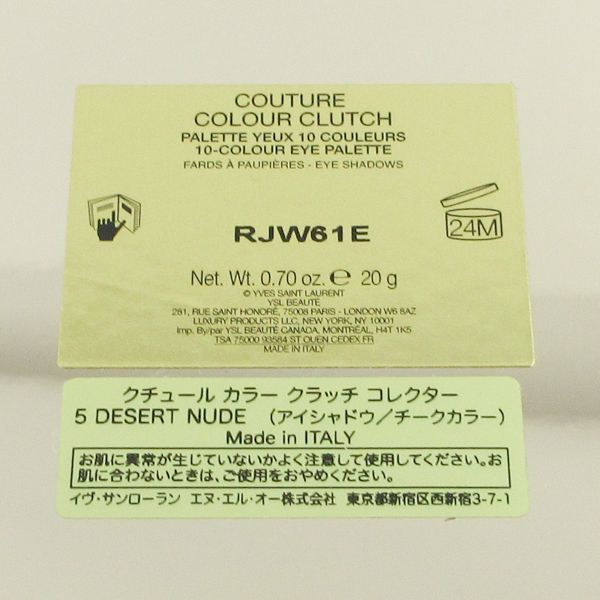 COUTURE
COLOUR CLUTCH
PALETTE YEUX 10 COULEURS
10-COLOUR EYE PALETTE
FARDS À PAUPIÈRES - EYE SHADOWS
RJW61E
24M
Net. Wt. 0.70 oz. ℮ 20 g
© YVES SAINT LAURENT
YSL BEAUTÉ
281, RUE SAINT HONORÉ, 75008 PARIS - LONDON W6 8AZ
LUXURY PRODUCTS LLC, NEW YORK, NY 10001
Imp. By/par YSL BEAUTÉ CANADA, MONTRÉAL, H4T 1K5
TSA 75000 93584 ST OUEN CEDEX FR
MADE IN ITALY
クチュール カラー クラッチ コレクター
5 DESERT NUDE （アイシャドウ／チークカラー）
Made in ITALY
お肌に異常が生じていないかよく注意して使用してください。お
肌に合わないときは、ご使用をおやめください。
イヴ・サンローラン エヌ・エル・オー株式会社 東京都新宿区西新宿3-7-1